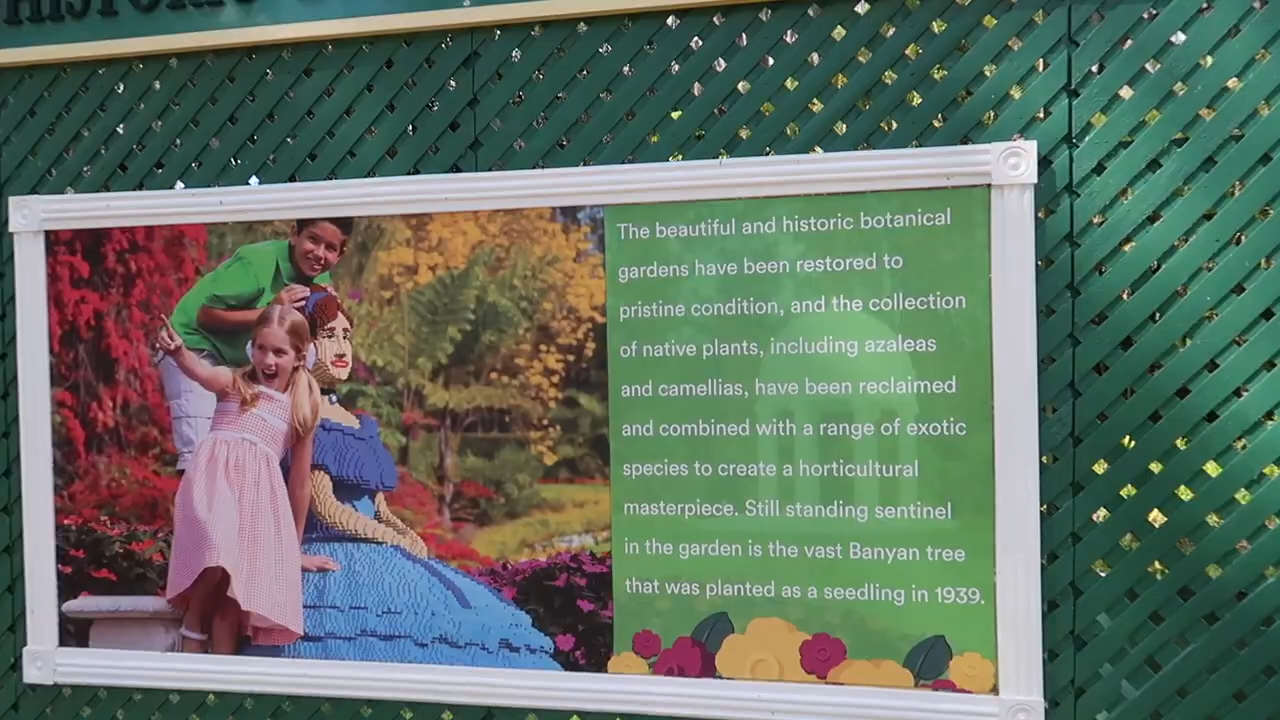 HISTORIC
The beautiful and historic botanical
gardens have been restored to
pristine condition, and the collection
of native plants, including azaleas
and camellias, have been reclaimed
and combined with a range of exotic
species to create a horticultural
masterpiece. Still standing sentinel
in the garden is the vast Banyan tree
that was planted as a seedling in 1939.